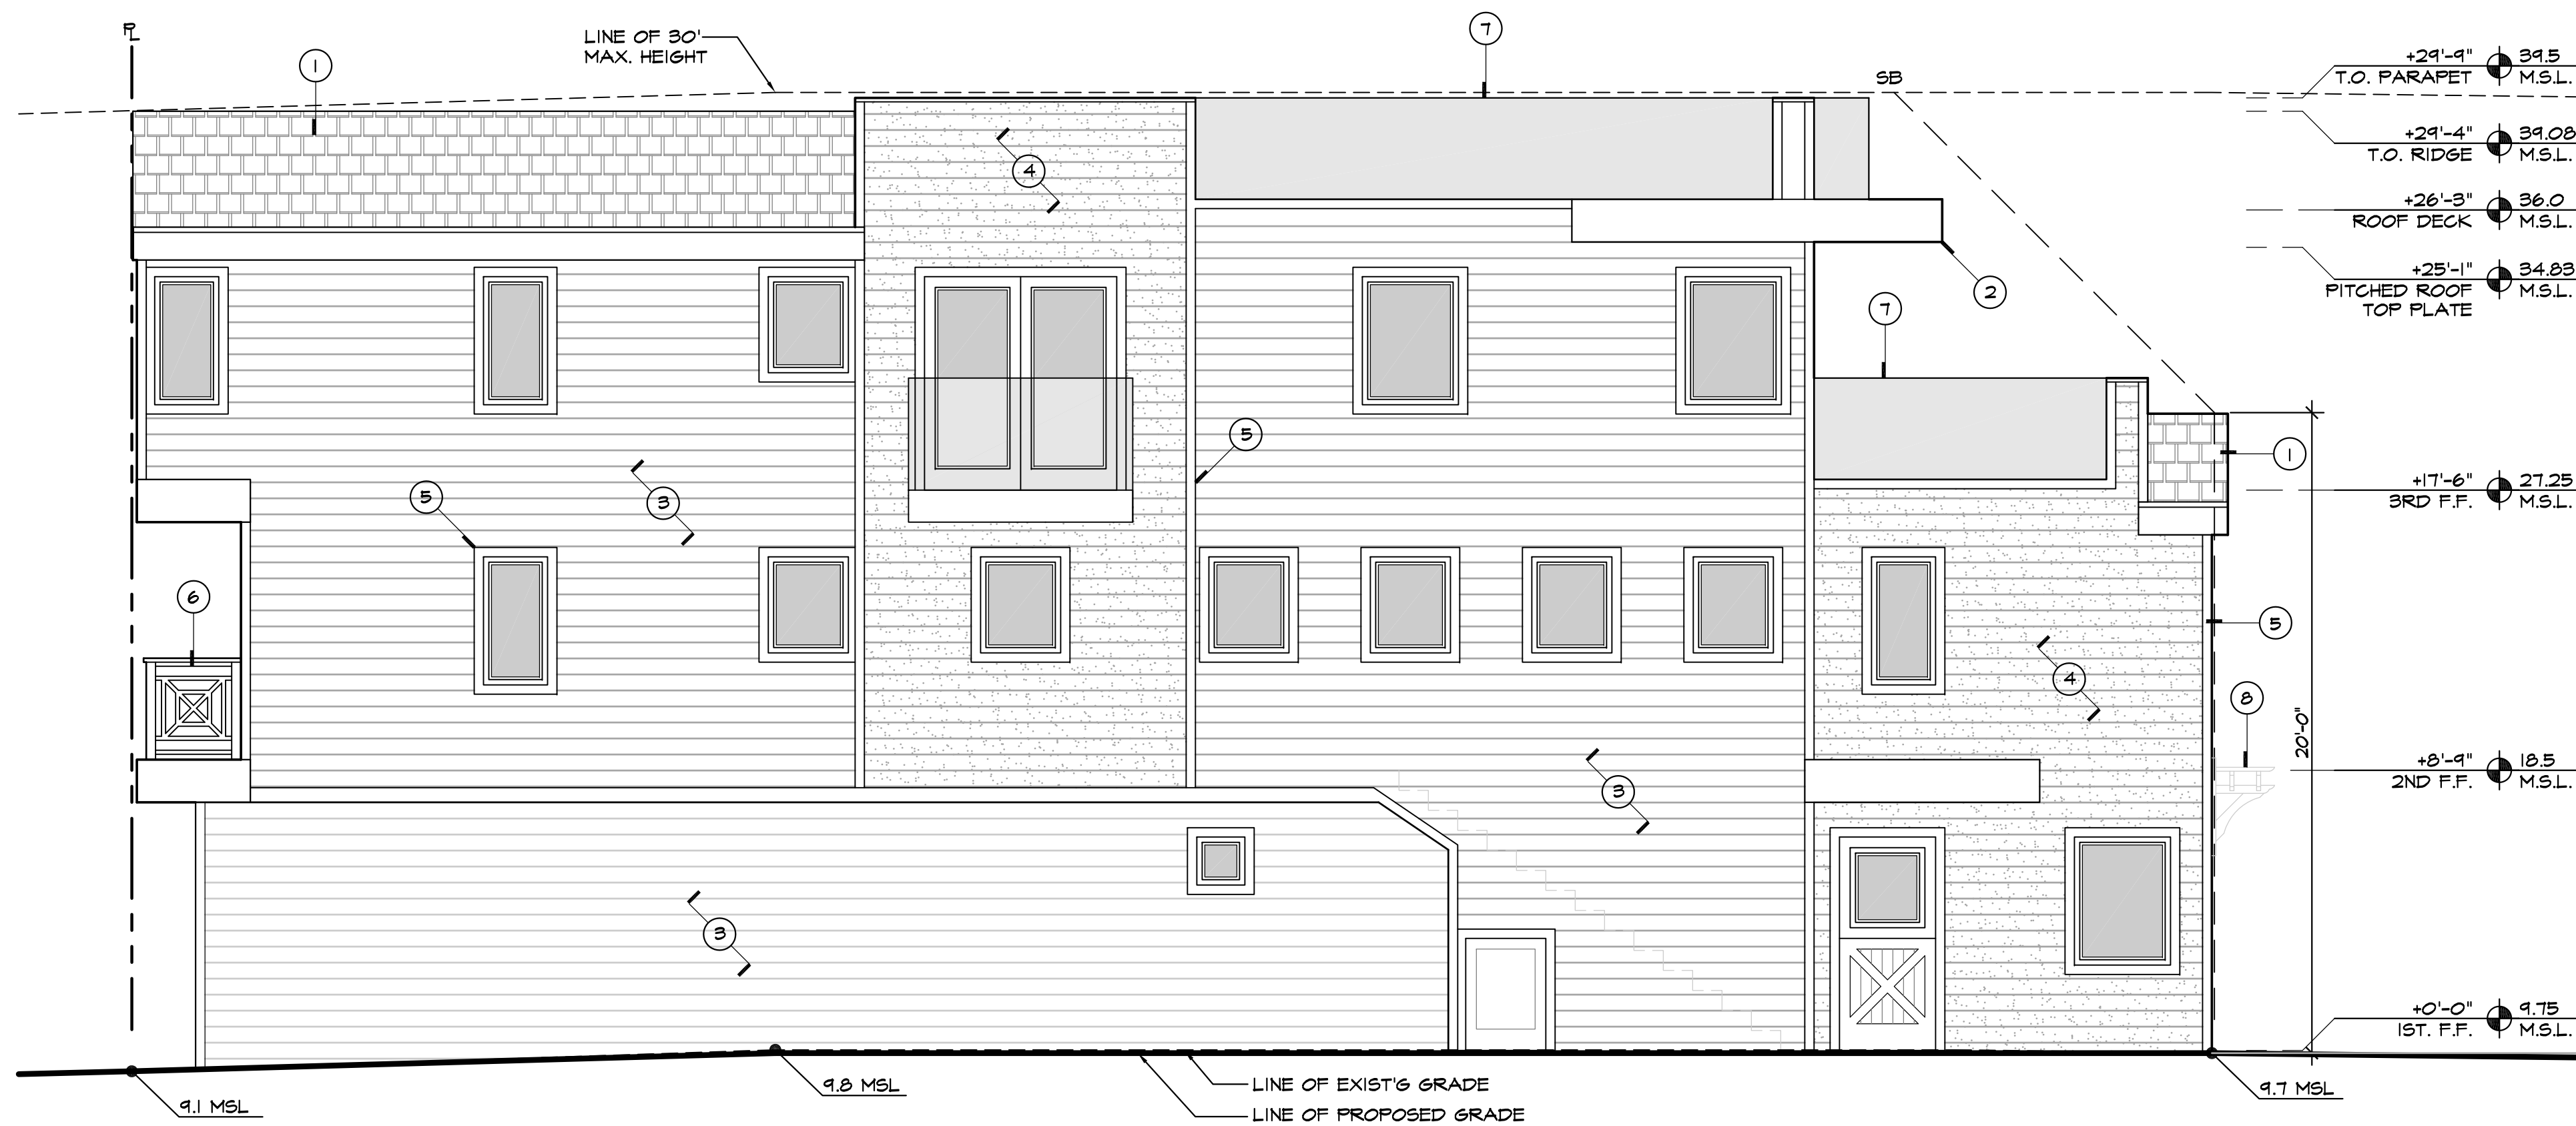 PL
LINE OF 30'
MAX. HEIGHT
1
7
SB
4
2
7
5
3
5
1
6
5
4
8
3
3
20'-0"
+29'-9" 39.5
T.O. PARAPET M.S.L.
+29'-4" 39.08
T.O. RIDGE M.S.L.
+26'-3" 36.0
ROOF DECK M.S.L.
+25'-1" 34.83
PITCHED ROOF M.S.L.
TOP PLATE
+17'-6" 27.25
3RD F.F. M.S.L.
+8'-9" 18.5
2ND F.F. M.S.L.
+0'-0" 9.75
1ST. F.F. M.S.L.
9.1 MSL
9.8 MSL
LINE OF EXIST'G GRADE
LINE OF PROPOSED GRADE
9.7 MSL